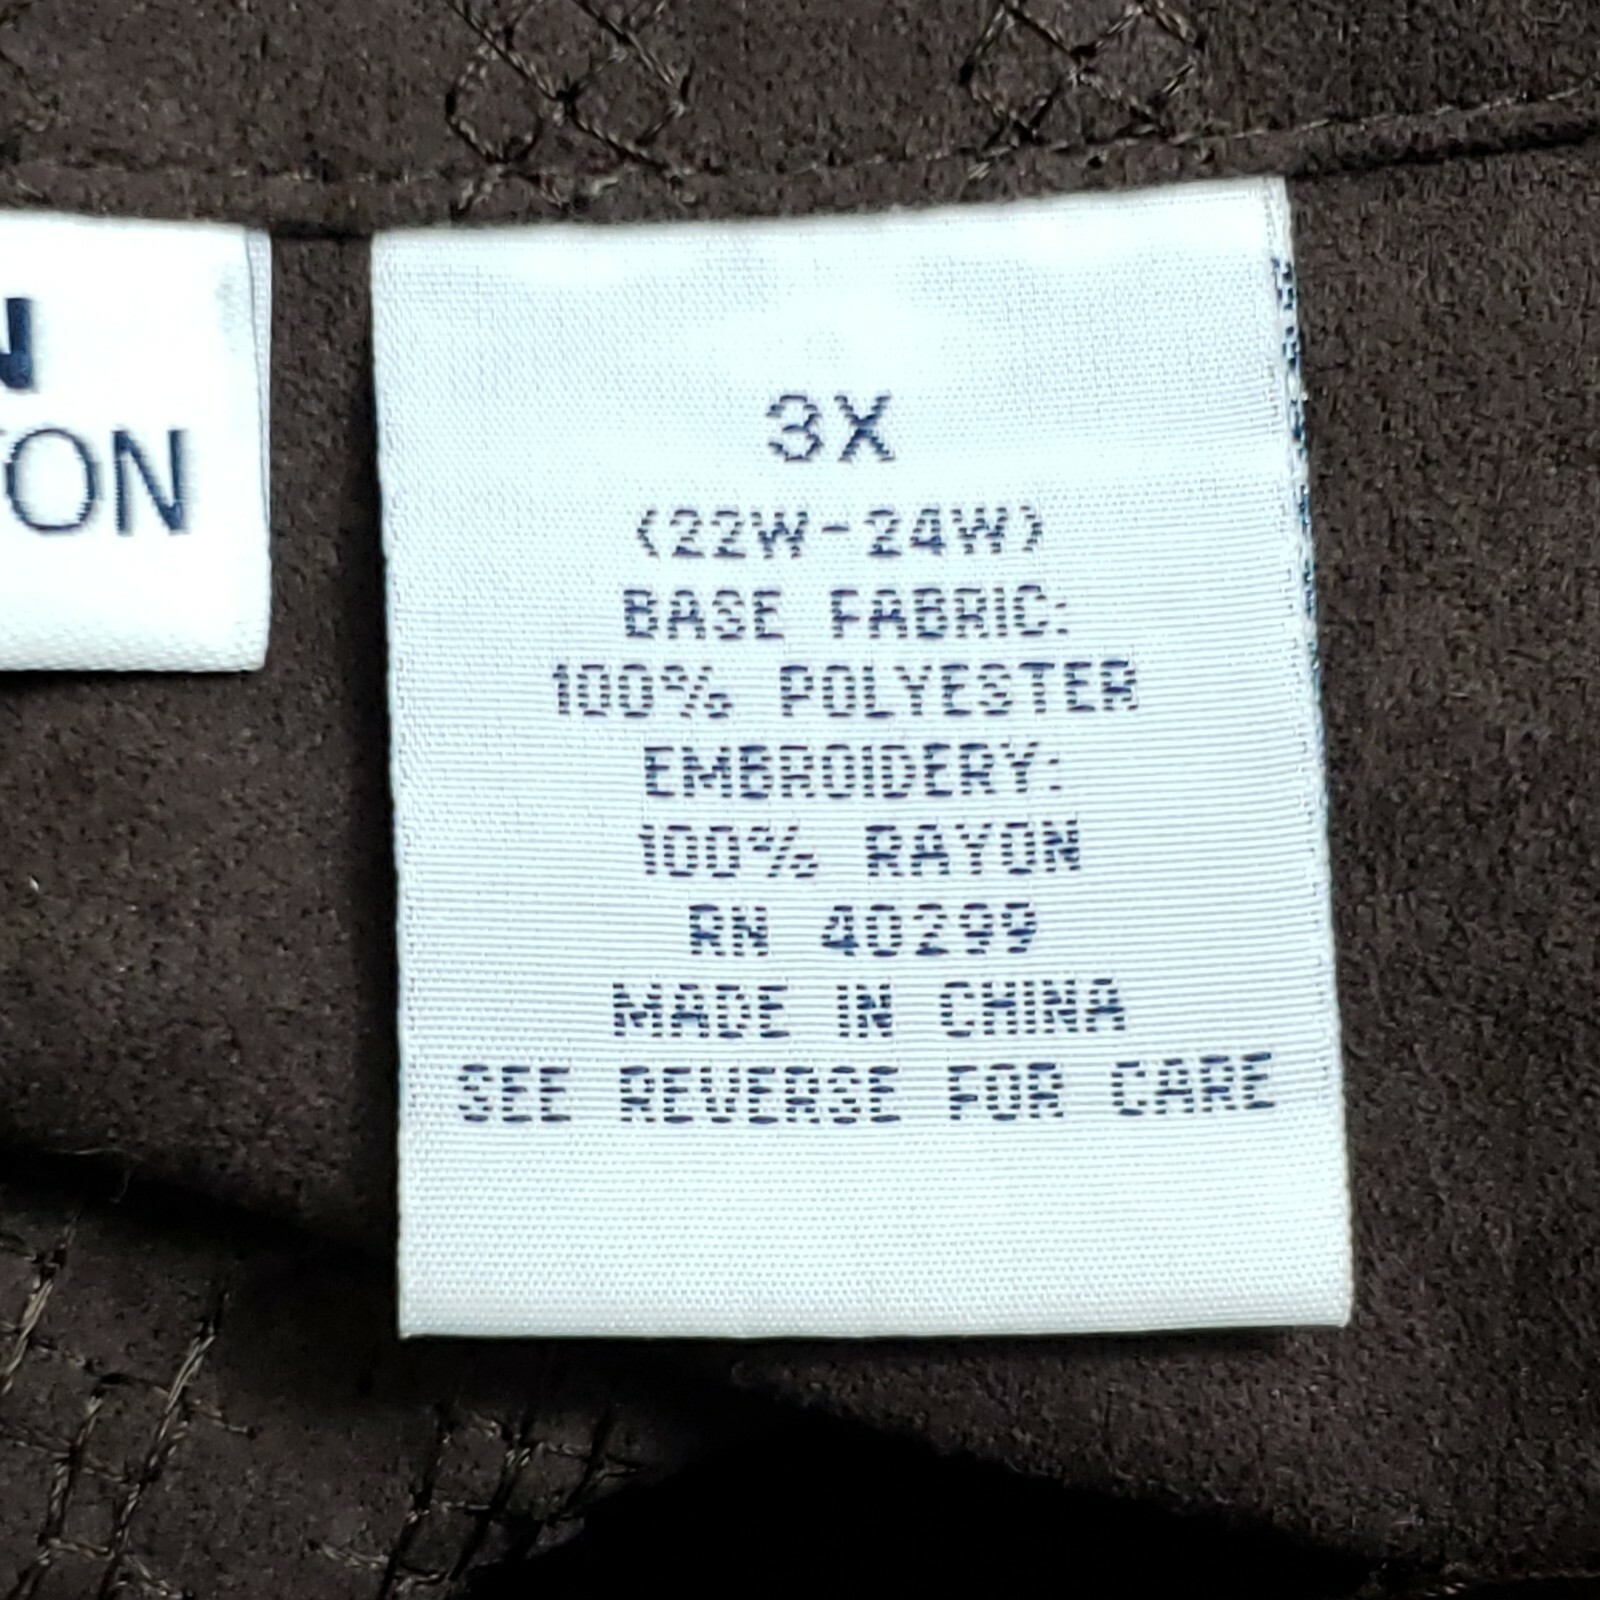 N
TON
3X
(22W-24W)
BASE FABRIC:
100% POLYESTER
EMBROIDERY:
100% RAYON
RN 40299
MADE IN CHINA
SEE REVERSE FOR CARE